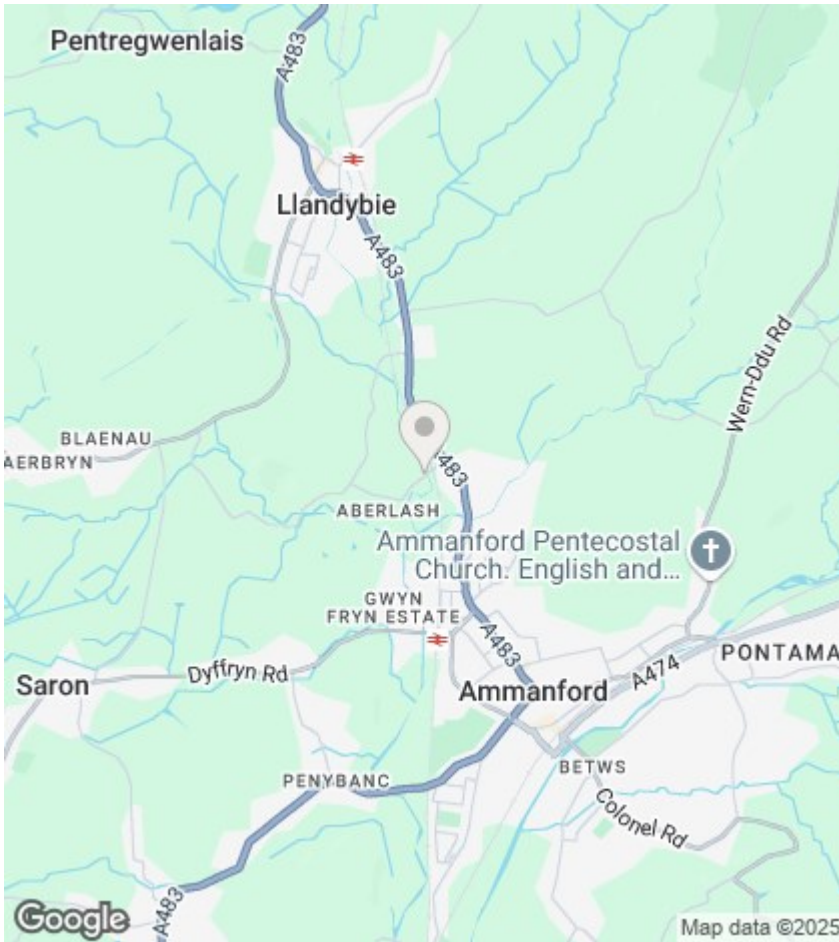 Pentregwenlais
A483
Llandybie
A483
Wern-Ddu Rd
BLAENAU
AERBRYN
A483
ABERLASH
Ammanford Pentecostal
Church. English and...
GWYN
FRYN ESTATE
A483
Saron
Dyffryn Rd
Ammanford
A474
PONTAMA
PENYBANC
BETWS
Colonel Rd
A483
Google
Map data ©2025